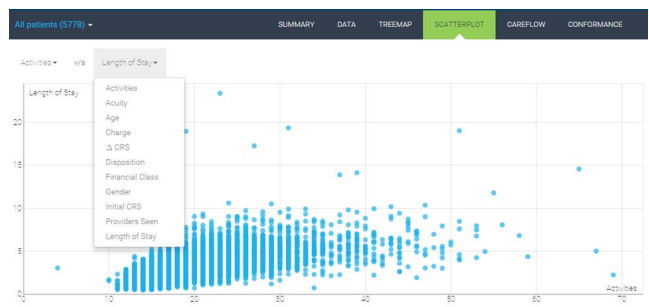 All patients (5778)
SUMMARY DATA TREEMAP SCATTERPLOT CAREFLOW CONFORMANCE
Activities v/s Length of Stay
Length of Stay
Activities
Acuity
Age
Charge
Δ CRS
Disposition
Financial Class
Gender
Initial CRS
Providers Seen
Length of Stay
20
15
10
5
0
Activities
0 10 20 30 40 50 60 70